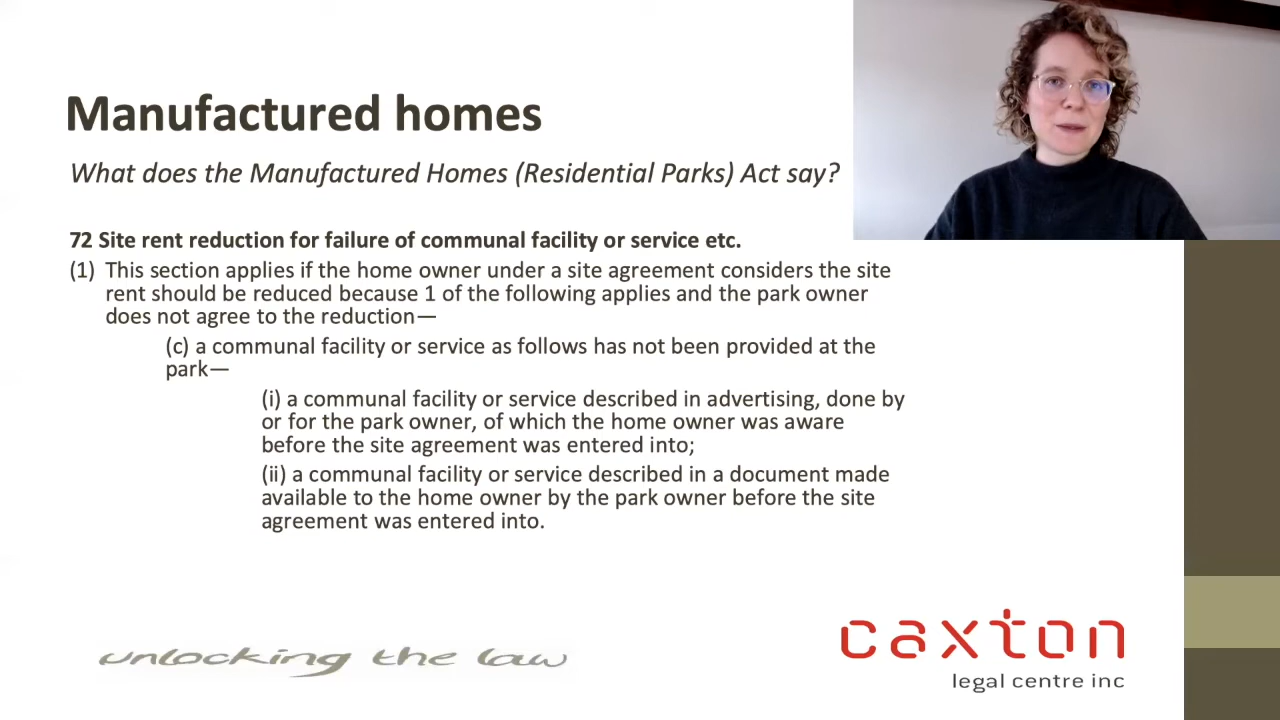 Manufactured homes
What does the Manufactured Homes (Residential Parks) Act say?
72 Site rent reduction for failure of communal facility or service etc.
(1) This section applies if the home owner under a site agreement considers the site
rent should be reduced because 1 of the following applies and the park owner
does not agree to the reduction—
(c) a communal facility or service as follows has not been provided at the
park—
(i) a communal facility or service described in advertising, done by
or for the park owner, of which the home owner was aware
before the site agreement was entered into;
(ii) a communal facility or service described in a document made
available to the home owner by the park owner before the site
agreement was entered into.
unlocking the law
caxton
legal centre inc